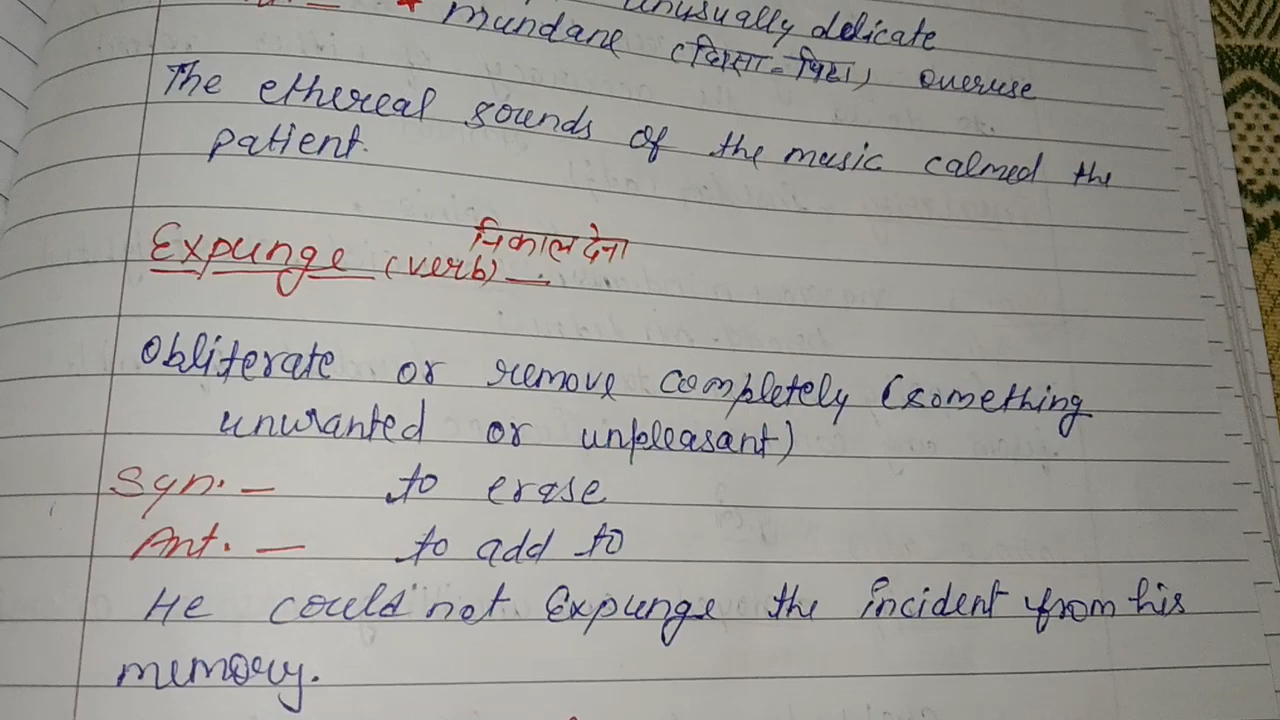 unusually delicate
mundane (घिसा-पिटा) overuse
The ethereal sounds of the music calmed the
patient.
Expunge (verb) — निकाल देना
Obliterate or remove completely (something
unwanted or unpleasant)
Syn. — to erase
Ant. — to add to
He could not Expunge the incident from his
memory.